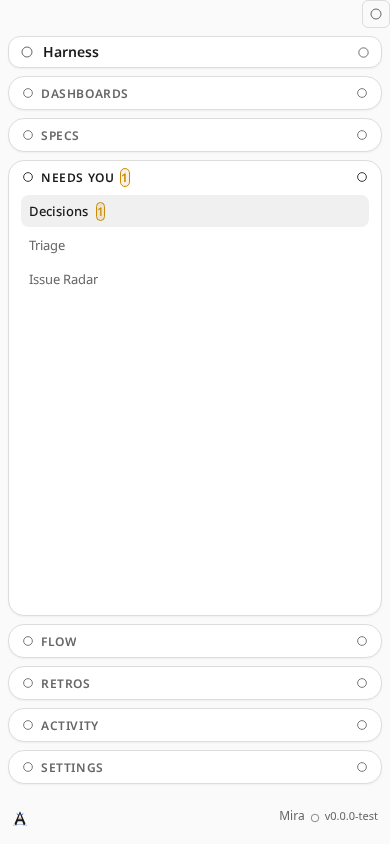 Harness
DASHBOARDS
SPECS
NEEDS YOU 1
Decisions 1
Triage
Issue Radar
FLOW
RETROS
ACTIVITY
SETTINGS
A Mira v0.0.0-test